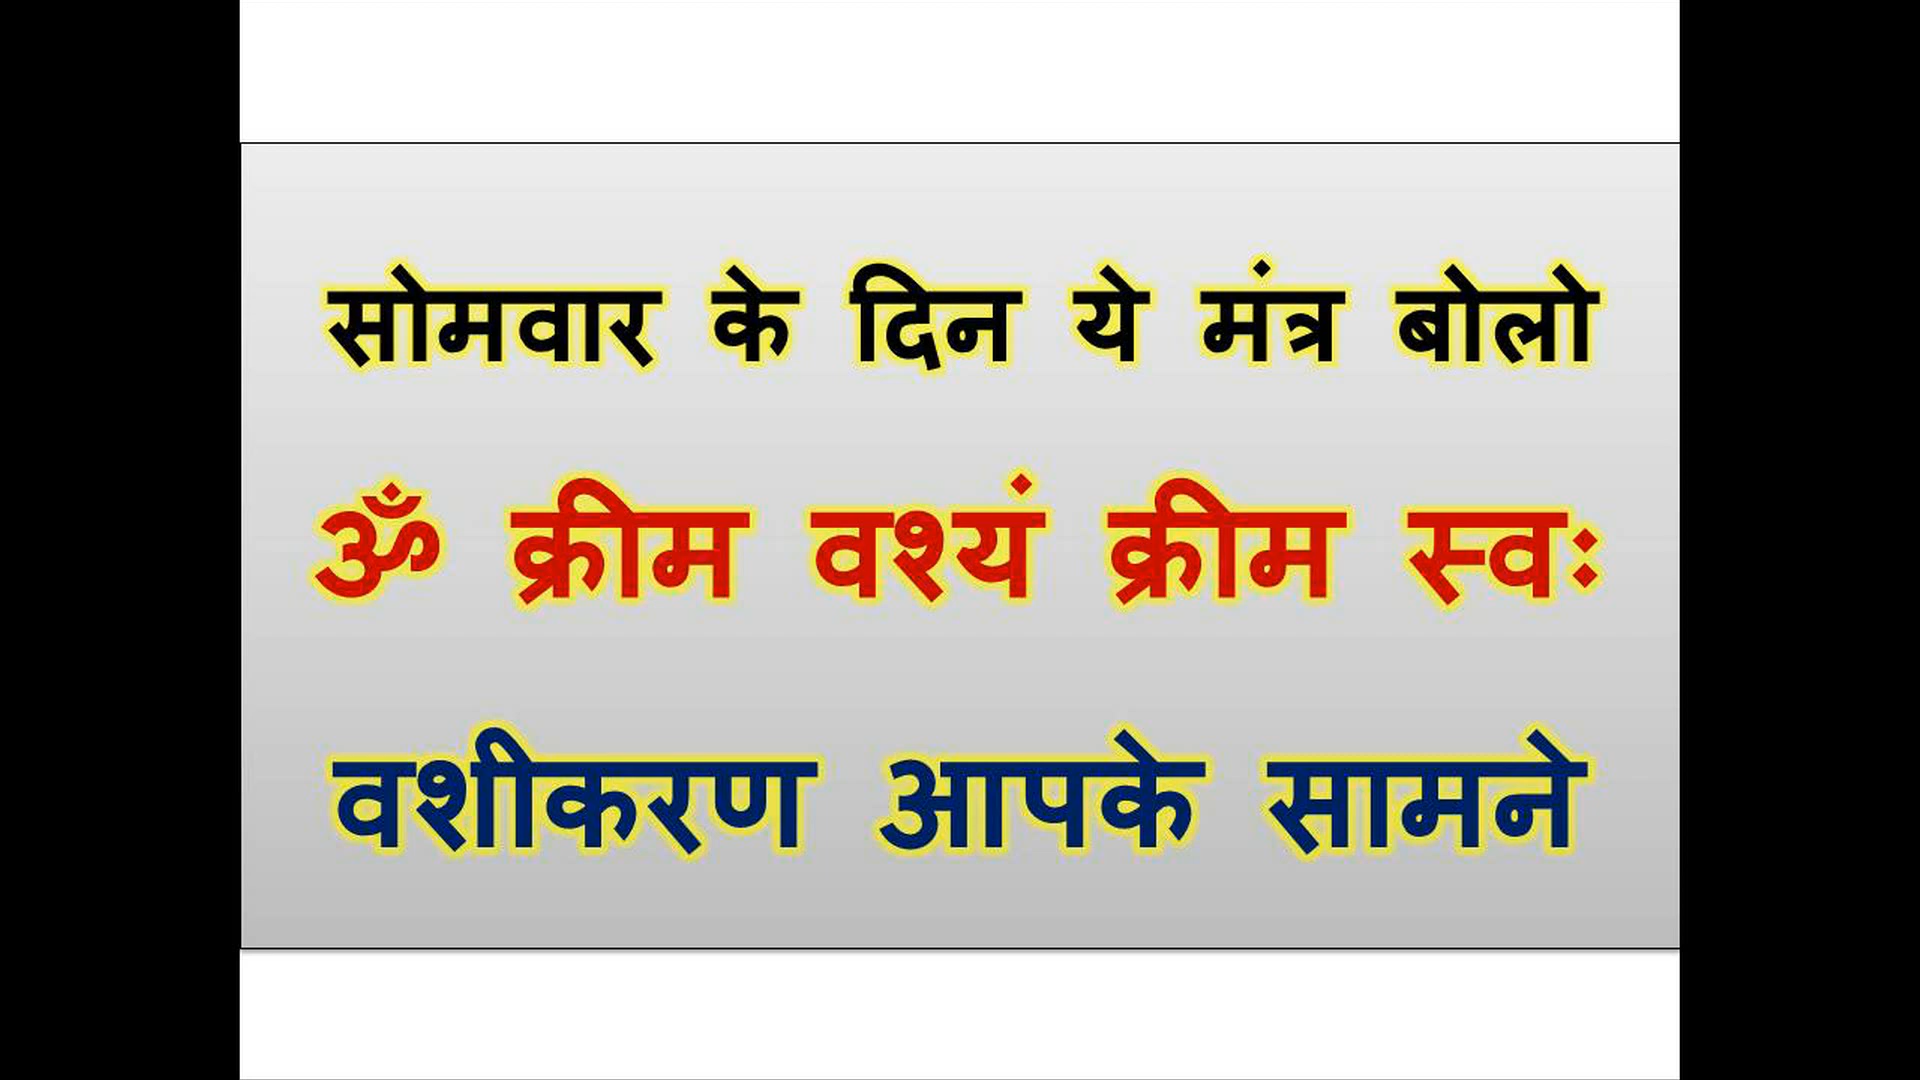 सोमवार के दिन ये मंत्र बोलो
ॐ क्रीम वश्यं क्रीम स्वः
वशीकरण आपके सामने